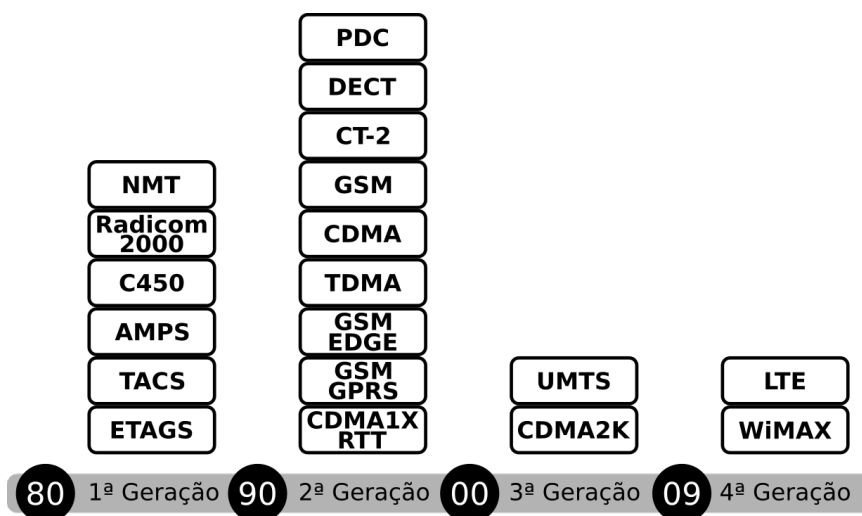 PDC
DECT
CT-2
NMT
GSM
Radicom
2000
CDMA
C450
TDMA
AMPS
GSM
EDGE
TACS
GSM
GPRS
UMTS
LTE
ETAGS
CDMA1X
RTT
CDMA2K
WiMAX
80 1ª Geração 90 2ª Geração 00 3ª Geração 09 4ª Geração